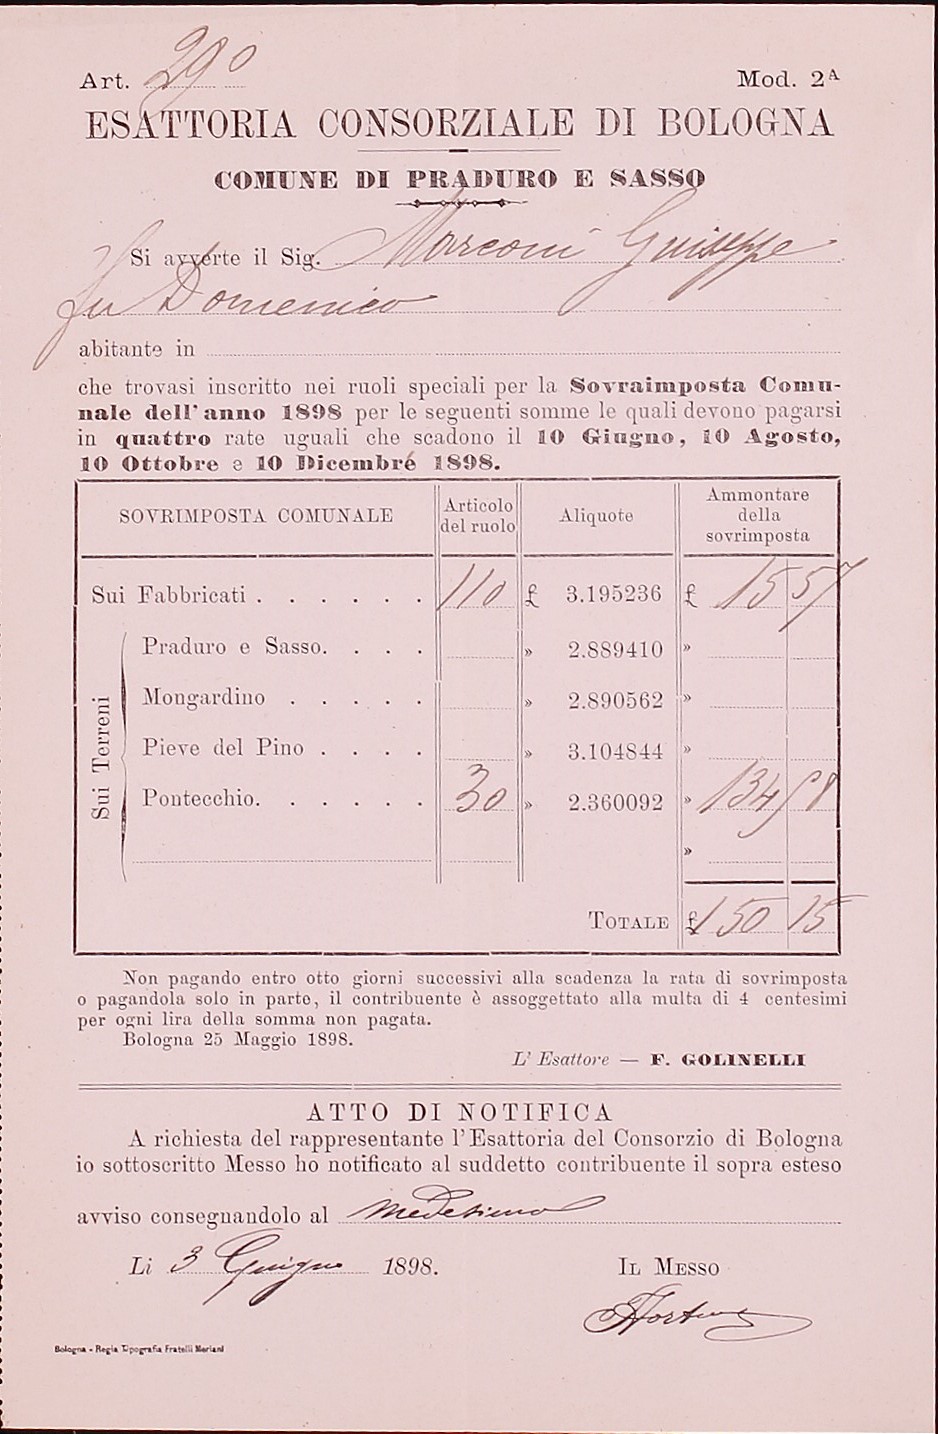 Art. 290
Mod. 2A
ESATTORIA CONSORZIALE DI BOLOGNA
COMUNE DI PRADURO E SASSO
Si avverte il Sig. Marconi Guiseppe
fu Domenico
abitante in
che trovasi inscritto nei ruoli speciali per la Sovraimposta Comu-
nale dell'anno 1898 per le seguenti somme le quali devono pagarsi
in quattro rate uguali che scadono il 10 Giugno, 10 Agosto,
10 Ottobre e 10 Dicembre 1898.
SOVRIMPOSTA COMUNALE Articolo del ruolo Aliquote Ammontare della sovrimposta
Sui Fabbricati . . . . . . 110 £ 3.195236 £ 15 57
Sui Terreni
Praduro e Sasso. . . . » 2.889410 »
Mongardino . . . . . » 2.890562 »
Pieve del Pino . . . . » 3.104844 »
Pontecchio. . . . . . 30 » 2.360092 » 134 58
»
TOTALE £ 150 15
Non pagando entro otto giorni successivi alla scadenza la rata di sovrimposta
o pagandola solo in parte, il contribuente è assoggettato alla multa di 4 centesimi
per ogni lira della somma non pagata.
Bologna 25 Maggio 1898.
L'Esattore — F. GOLINELLI
ATTO DI NOTIFICA
A richiesta del rappresentante l'Esattoria del Consorzio di Bologna
io sottoscritto Messo ho notificato al suddetto contribuente il sopra esteso
avviso consegnandolo al medesimo
Li 3 Giugno 1898.
IL MESSO
Bologna - Regia Tipografia Fratelli Merlani